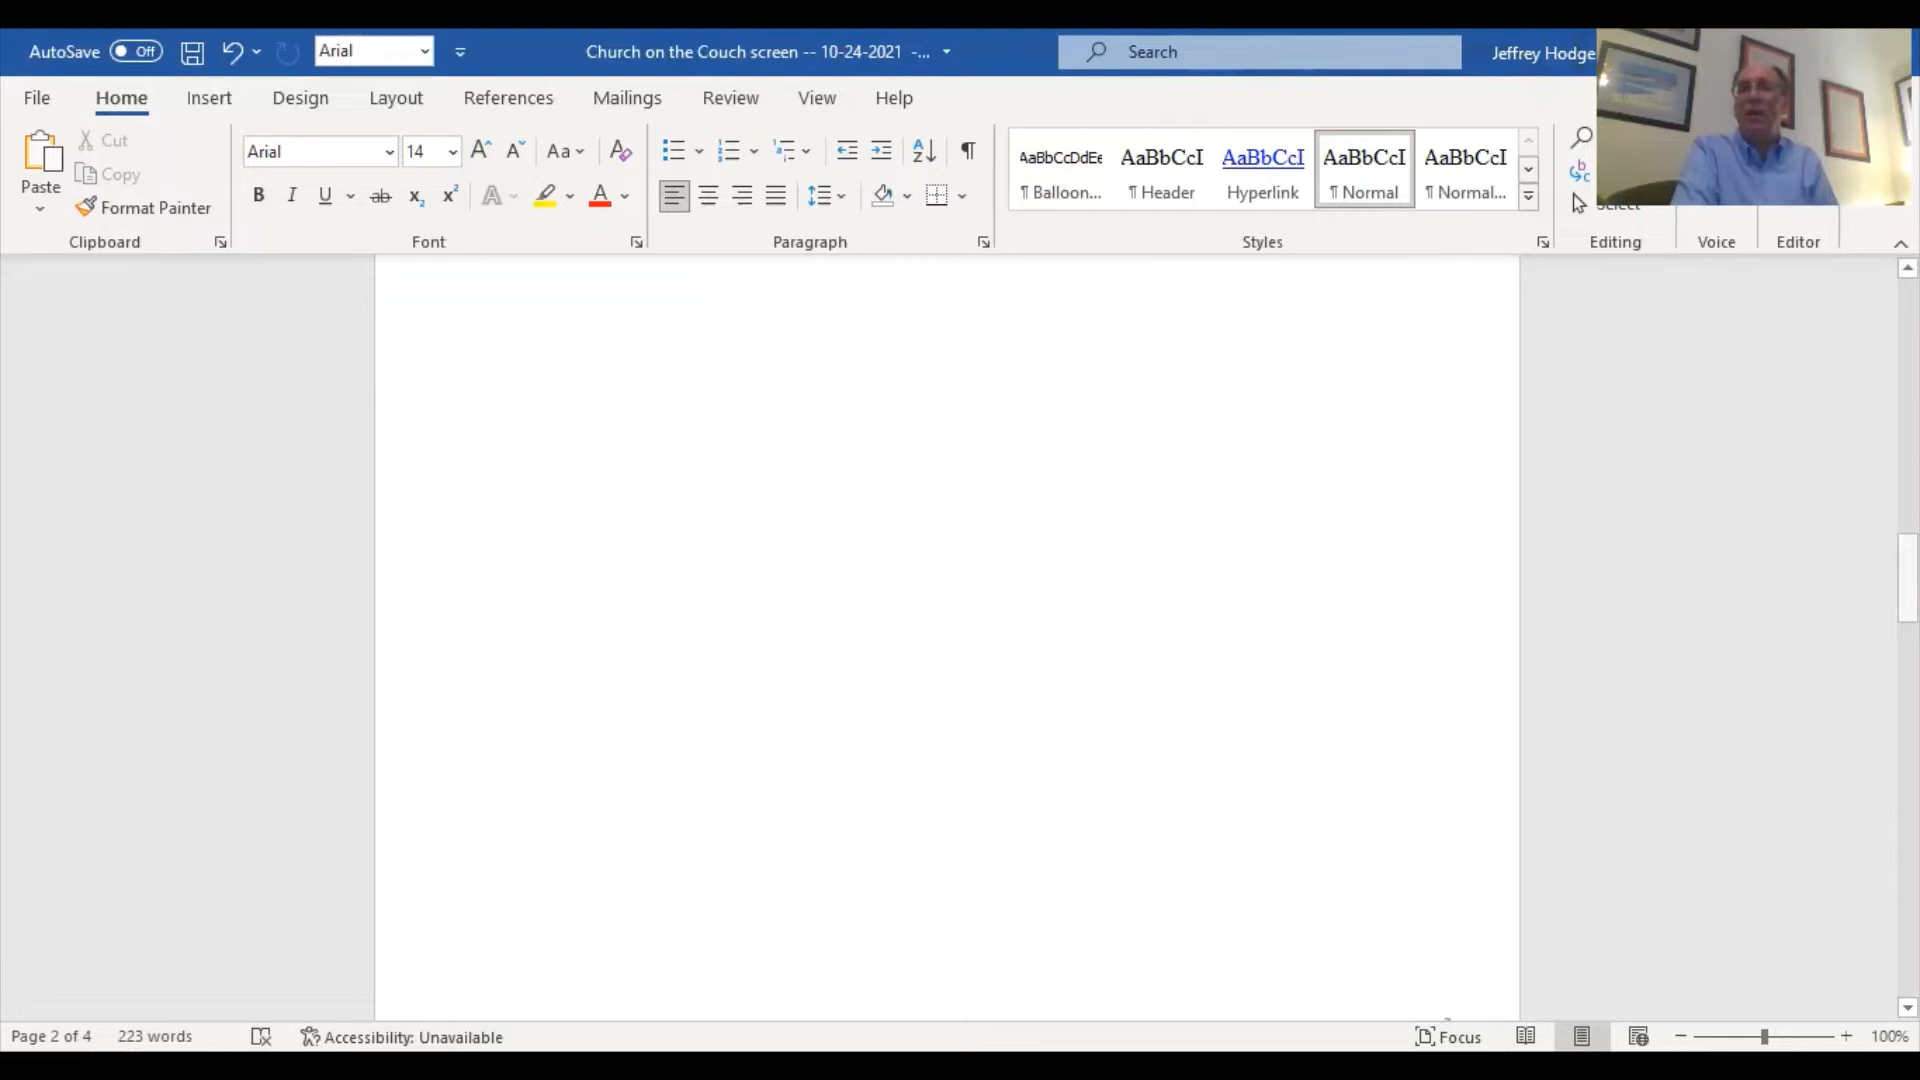 AutoSave Off Arial Church on the Couch screen -- 10-24-2021 -... Search Jeffrey Hodge
File Home Insert Design Layout References Mailings Review View Help
Paste Cut Copy Format Painter
Arial 14 Aa
B I U ab x2 x2 A A
AaBbCcDdEe AaBbCcI AaBbCcI AaBbCcI AaBbCcI
¶ Balloon... ¶ Header Hyperlink ¶ Normal ¶ Normal...
Clipboard Font Paragraph Styles Editing Voice Editor
Page 2 of 4 223 words Accessibility: Unavailable Focus 100%